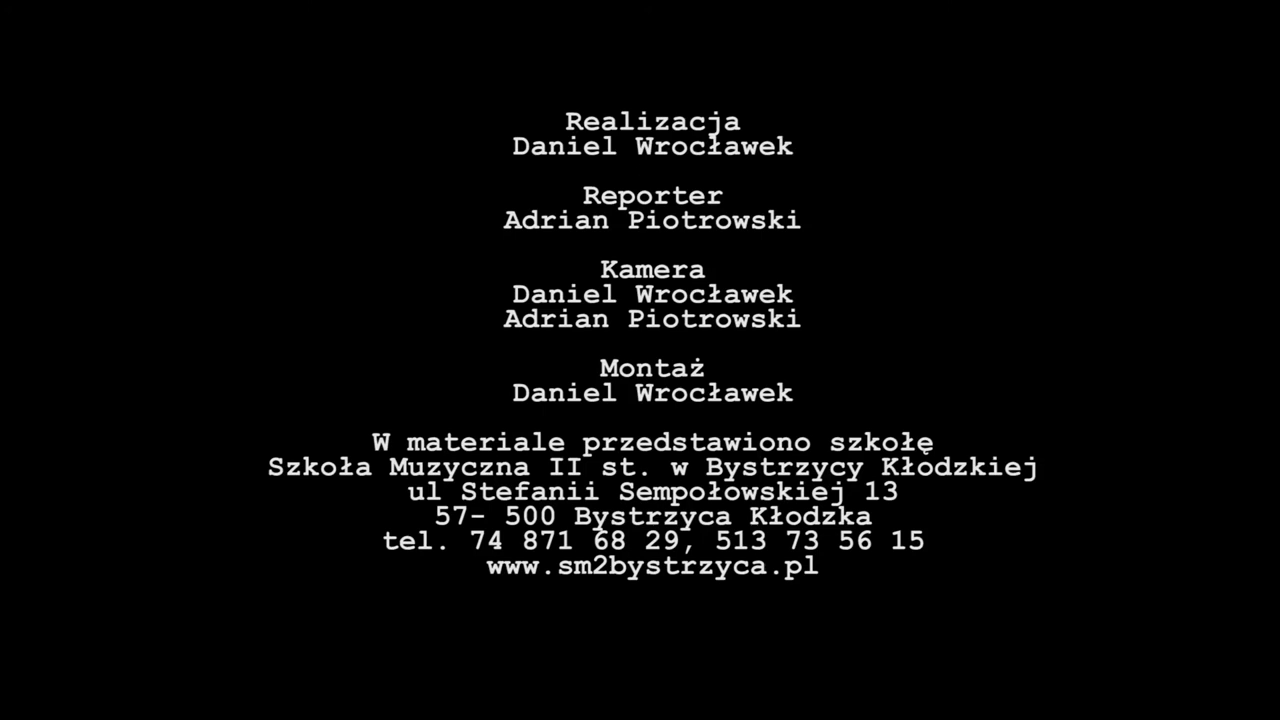 Realizacja
Daniel Wrocławek
Reporter
Adrian Piotrowski
Kamera
Daniel Wrocławek
Adrian Piotrowski
Montaż
Daniel Wrocławek
W materiale przedstawiono szkołę
Szkoła Muzyczna II st. w Bystrzycy Kłodzkiej
ul Stefanii Sempołowskiej 13
57- 500 Bystrzyca Kłodzka
tel. 74 871 68 29, 513 73 56 15
www.sm2bystrzyca.pl